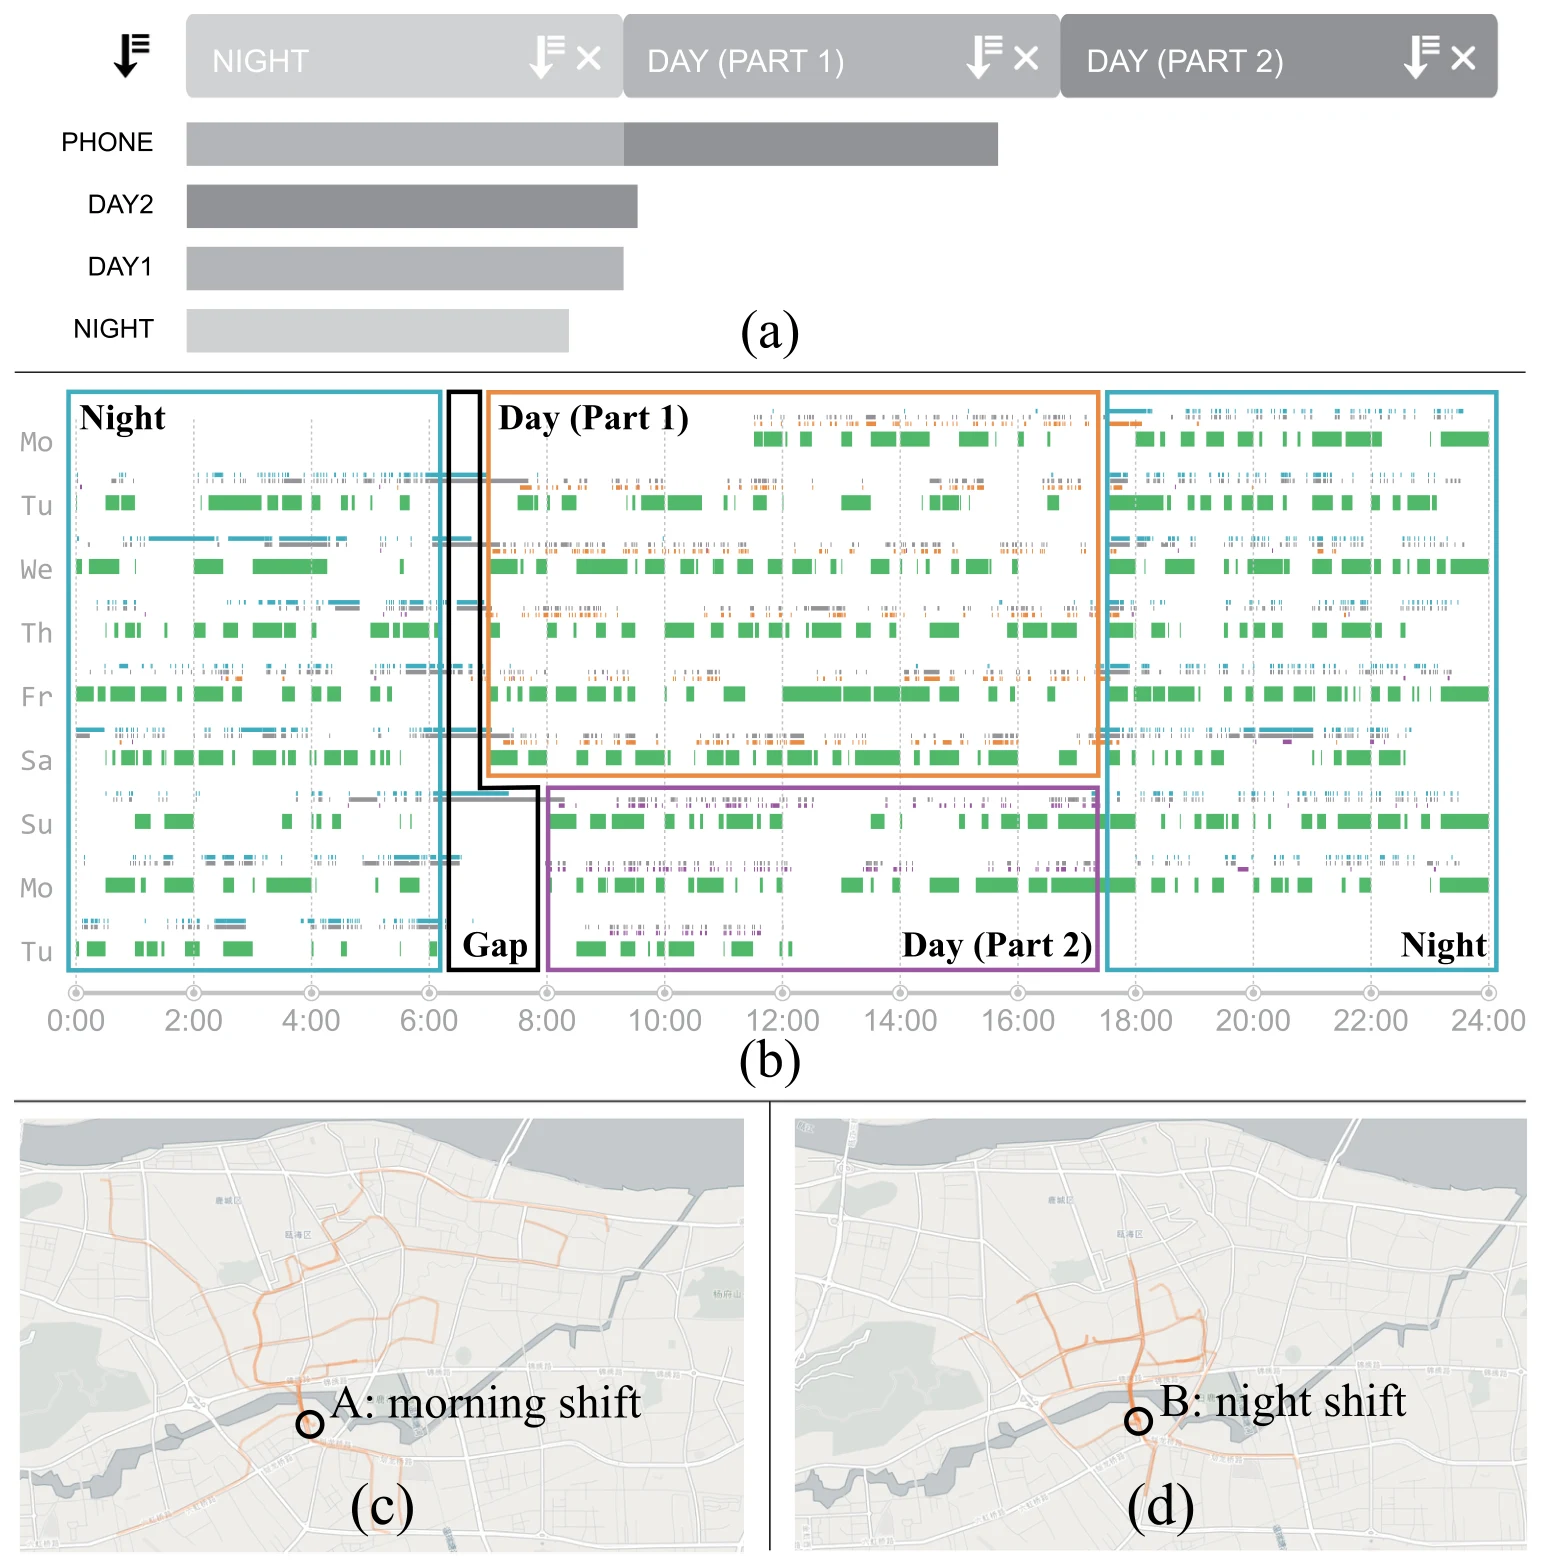 NIGHT DAY (PART 1) DAY (PART 2)
PHONE
DAY2
DAY1
NIGHT
(a)
Night Day (Part 1)
Mo
Tu
We
Th
Fr
Sa
Su
Mo
Tu
Gap Day (Part 2) Night
0:00 2:00 4:00 6:00 8:00 10:00 12:00 14:00 16:00 18:00 20:00 22:00 24:00
(b)
杨府山
A: morning shift
(c)
B: night shift
(d)